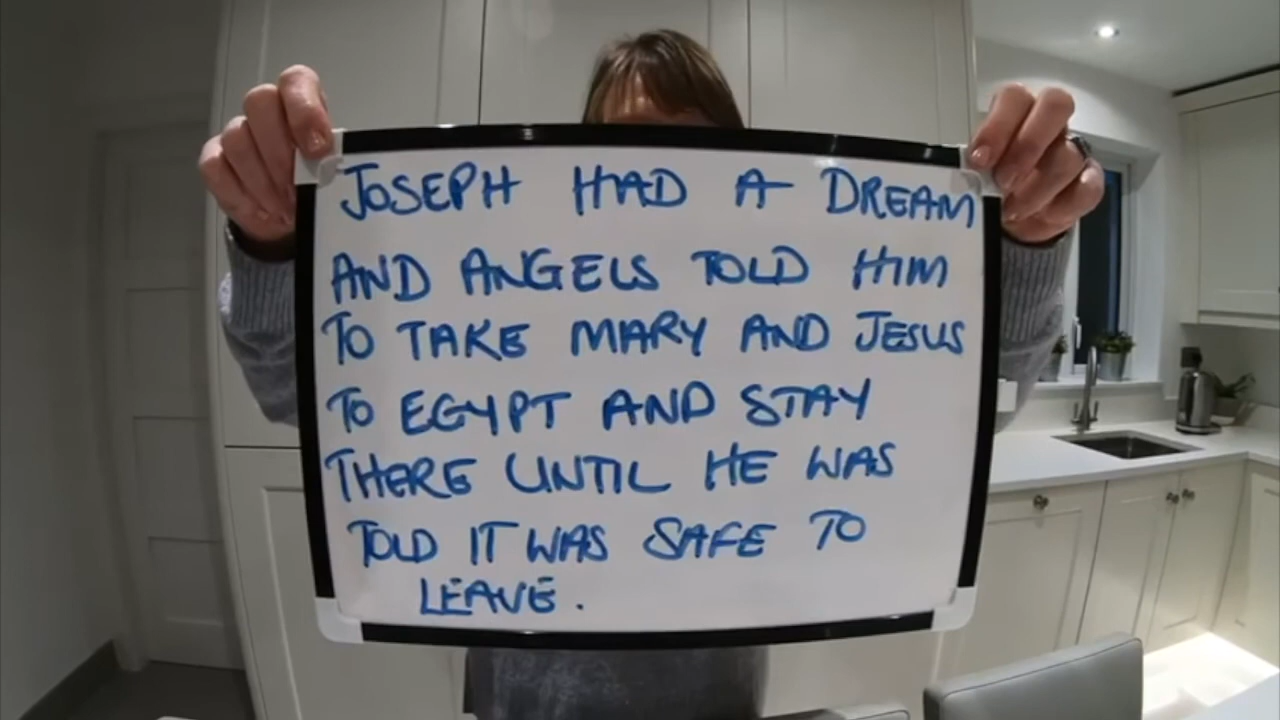 JOSEPH HAD A DREAM
AND ANGELS TOLD HIM
TO TAKE MARY AND JESUS
TO EGYPT AND STAY
THERE UNTIL HE WAS
TOLD IT WAS SAFE TO
LEAVE.